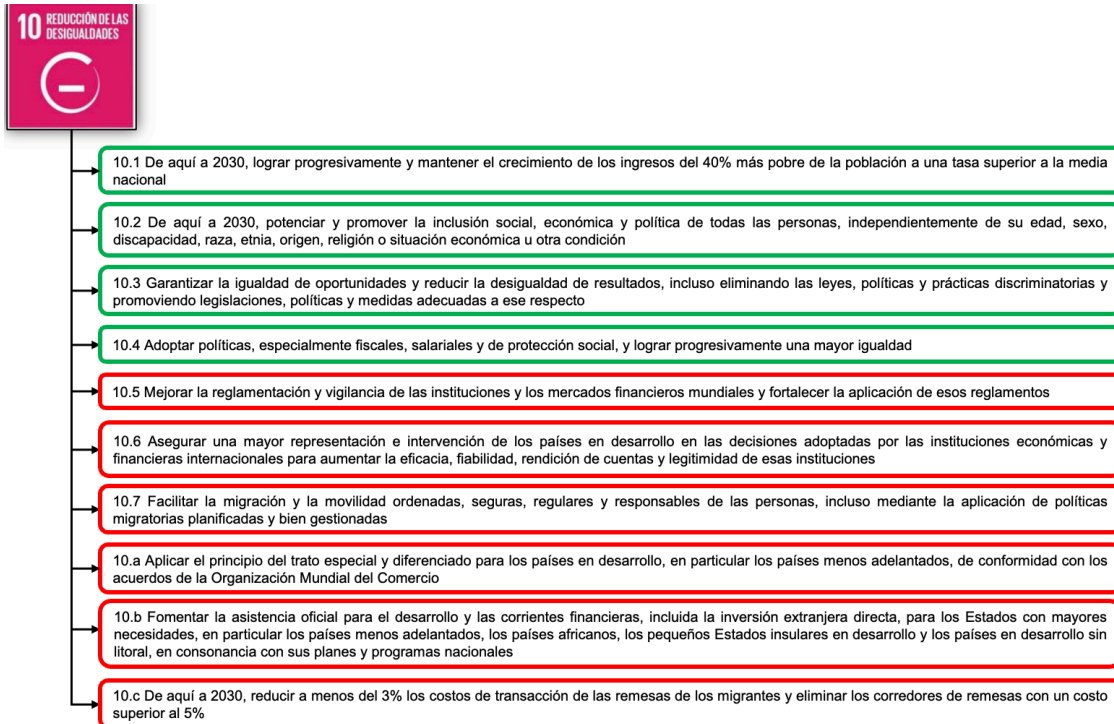 10 REDUCCIÓN DE LAS
DESIGUALDADES
10.1 De aquí a 2030, lograr progresivamente y mantener el crecimiento de los ingresos del 40% más pobre de la población a una tasa superior a la media
nacional
10.2 De aquí a 2030, potenciar y promover la inclusión social, económica y política de todas las personas, independientemente de su edad, sexo,
discapacidad, raza, etnia, origen, religión o situación económica u otra condición
10.3 Garantizar la igualdad de oportunidades y reducir la desigualdad de resultados, incluso eliminando las leyes, políticas y prácticas discriminatorias y
promoviendo legislaciones, políticas y medidas adecuadas a ese respecto
10.4 Adoptar políticas, especialmente fiscales, salariales y de protección social, y lograr progresivamente una mayor igualdad
10.5 Mejorar la reglamentación y vigilancia de las instituciones y los mercados financieros mundiales y fortalecer la aplicación de esos reglamentos
10.6 Asegurar una mayor representación e intervención de los países en desarrollo en las decisiones adoptadas por las instituciones económicas y
financieras internacionales para aumentar la eficacia, fiabilidad, rendición de cuentas y legitimidad de esas instituciones
10.7 Facilitar la migración y la movilidad ordenadas, seguras, regulares y responsables de las personas, incluso mediante la aplicación de políticas
migratorias planificadas y bien gestionadas
10.a Aplicar el principio del trato especial y diferenciado para los países en desarrollo, en particular los países menos adelantados, de conformidad con los
acuerdos de la Organización Mundial del Comercio
10.b Fomentar la asistencia oficial para el desarrollo y las corrientes financieras, incluida la inversión extranjera directa, para los Estados con mayores
necesidades, en particular los países menos adelantados, los países africanos, los pequeños Estados insulares en desarrollo y los países en desarrollo sin
litoral, en consonancia con sus planes y programas nacionales
10.c De aquí a 2030, reducir a menos del 3% los costos de transacción de las remesas de los migrantes y eliminar los corredores de remesas con un costo
superior al 5%